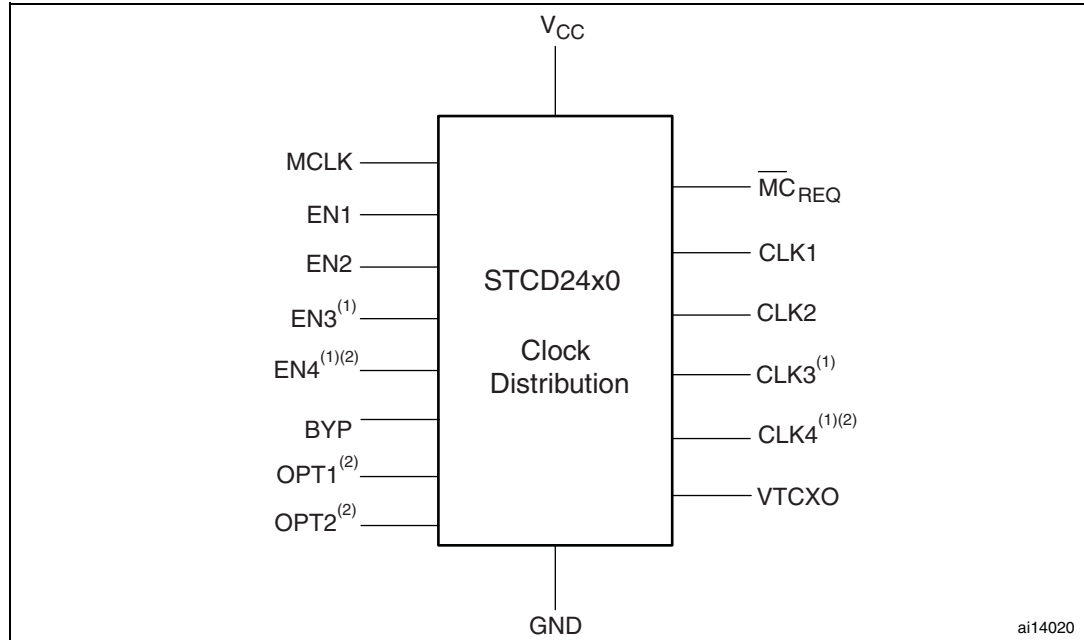 VCC
MCLK
EN1
EN2
EN3(1)
EN4(1)(2)
BYP
OPT1(2)
OPT2(2)
STCD24x0
Clock
Distribution
M̅C̅REQ
CLK1
CLK2
CLK3(1)
CLK4(1)(2)
VTCXO
GND
ai14020